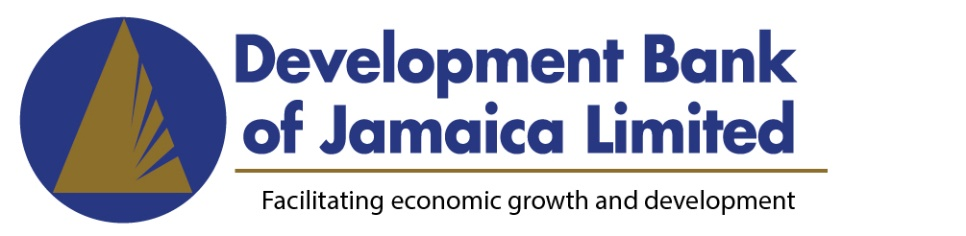 Development Bank
of Jamaica Limited
Facilitating economic growth and development